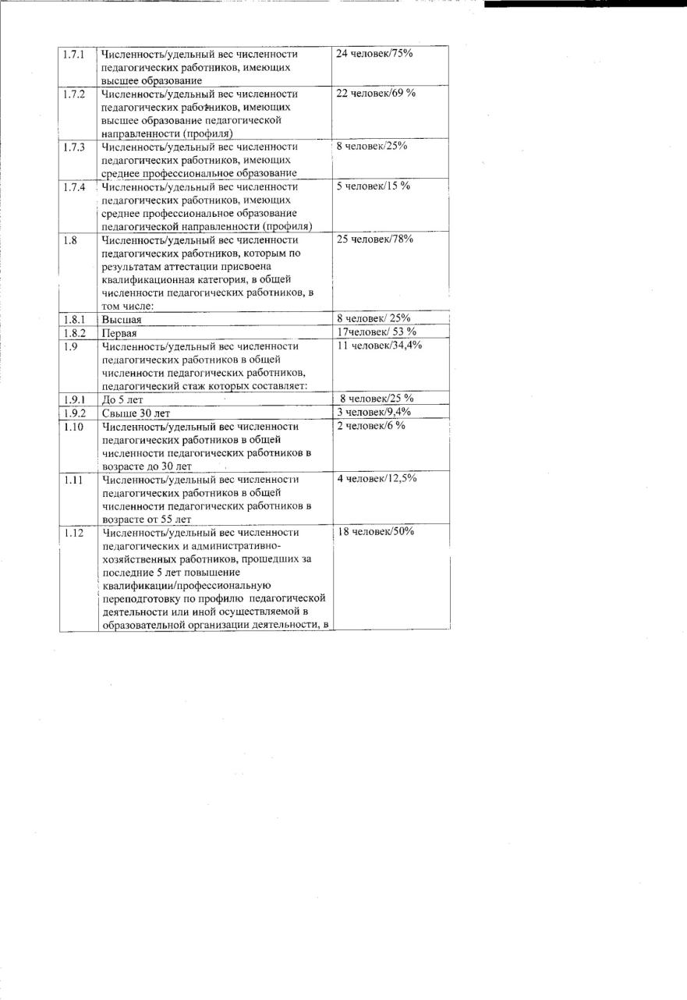 1.7.1 Численность/удельный вес численности 24 человек/75%
педагогических работников, имеющих
высшее образование
1.7.2 Численность/удельный вес численности 22 человек/69 %
педагогических работников, имеющих
высшее образование педагогической
направленности (профиля)
1.7.3 Численность/удельный вес численности 8 человек/25%
педагогических работников, имеющих
среднее профессиональное образование
1.7.4 Численность/удельный вес численности 5 человек/15 %
педагогических работников, имеющих
среднее профессиональное образование
педагогической направленности (профиля)
1.8 Численность/удельный вес численности 25 человек/78%
педагогических работников, которым по
результатам аттестации присвоена
квалификационная категория, в общей
численности педагогических работников, в
том числе:
1.8.1 Высшая 8 человек/ 25%
1.8.2 Первая 17человек/ 53 %
1.9 Численность/удельный вес численности 11 человек/34,4%
педагогических работников в общей
численности педагогических работников,
педагогический стаж которых составляет:
1.9.1 До 5 лет 8 человек/25 %
1.9.2 Свыше 30 лет 3 человек/9,4%
1.10 Численность/удельный вес численности 2 человек/6 %
педагогических работников в общей
численности педагогических работников в
возрасте до 30 лет
1.11 Численность/удельный вес численности 4 человек/12,5%
педагогических работников в общей
численности педагогических работников в
возрасте от 55 лет
1.12 Численность/удельный вес численности 18 человек/50%
педагогических и административно-
хозяйственных работников, прошедших за
последние 5 лет повышение
квалификации/профессиональную
переподготовку по профилю педагогической
деятельности или иной осуществляемой в
образовательной организации деятельности, в